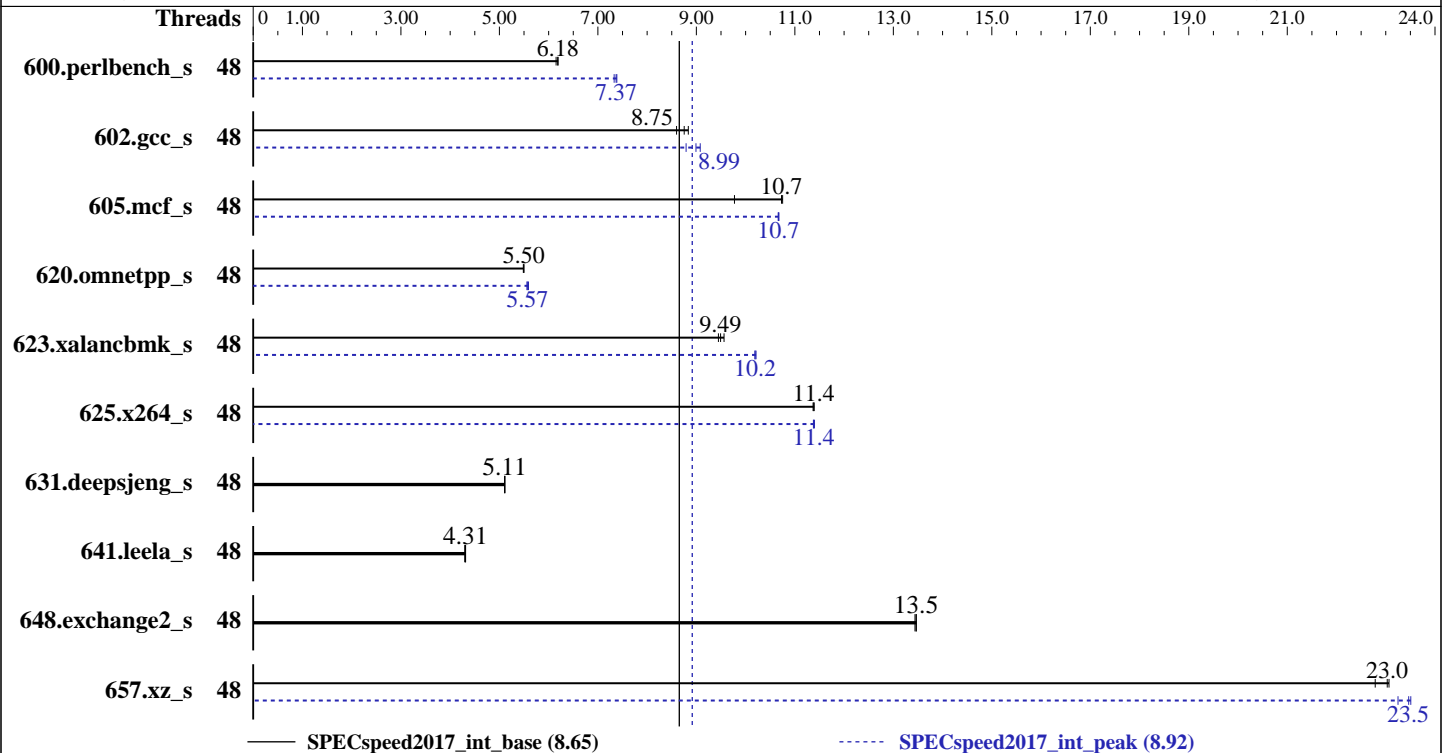 Threads 0 1.00 3.00 5.00 7.00 9.00 11.0 13.0 15.0 17.0 19.0 21.0 24.0
6.18
600.perlbench_s 48
7.37
8.75
602.gcc_s 48
8.99
10.7
605.mcf_s 48
10.7
5.50
620.omnetpp_s 48
5.57
9.49
623.xalancbmk_s 48
10.2
11.4
625.x264_s 48
11.4
5.11
631.deepsjeng_s 48
4.31
641.leela_s 48
13.5
648.exchange2_s 48
23.0
657.xz_s 48
23.5
SPECspeed2017_int_base (8.65) SPECspeed2017_int_peak (8.92)